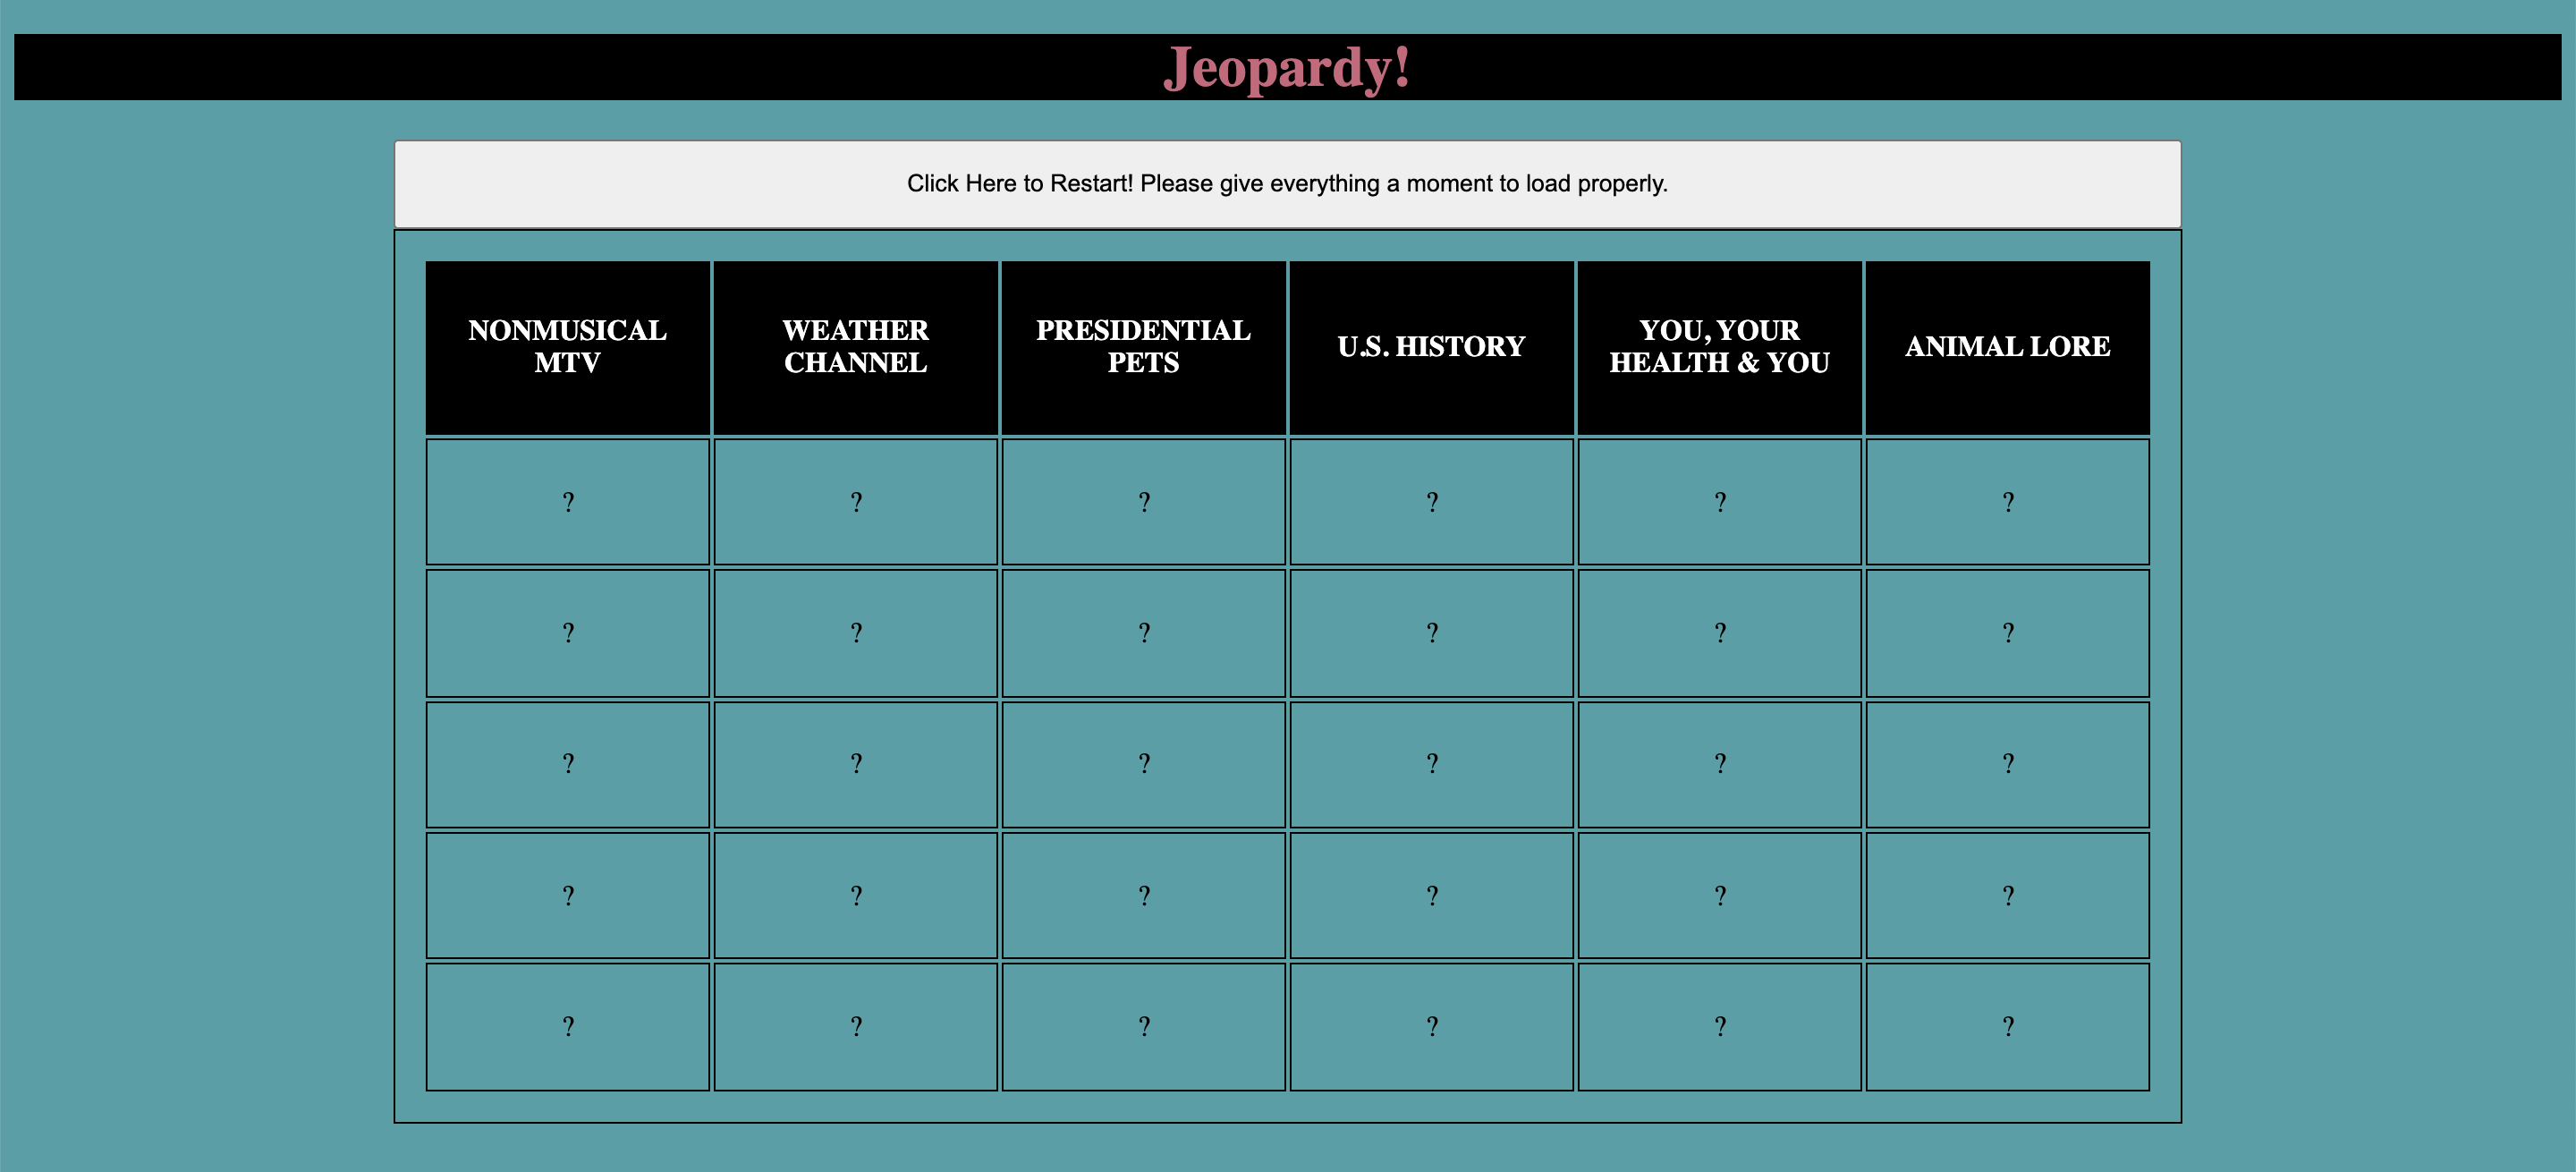 Jeopardy!
Click Here to Restart! Please give everything a moment to load properly.
NONMUSICAL
MTV
WEATHER
CHANNEL
PRESIDENTIAL
PETS
U.S. HISTORY
YOU, YOUR
HEALTH & YOU
ANIMAL LORE
? ? ? ? ? ?
? ? ? ? ? ?
? ? ? ? ? ?
? ? ? ? ? ?
? ? ? ? ? ?